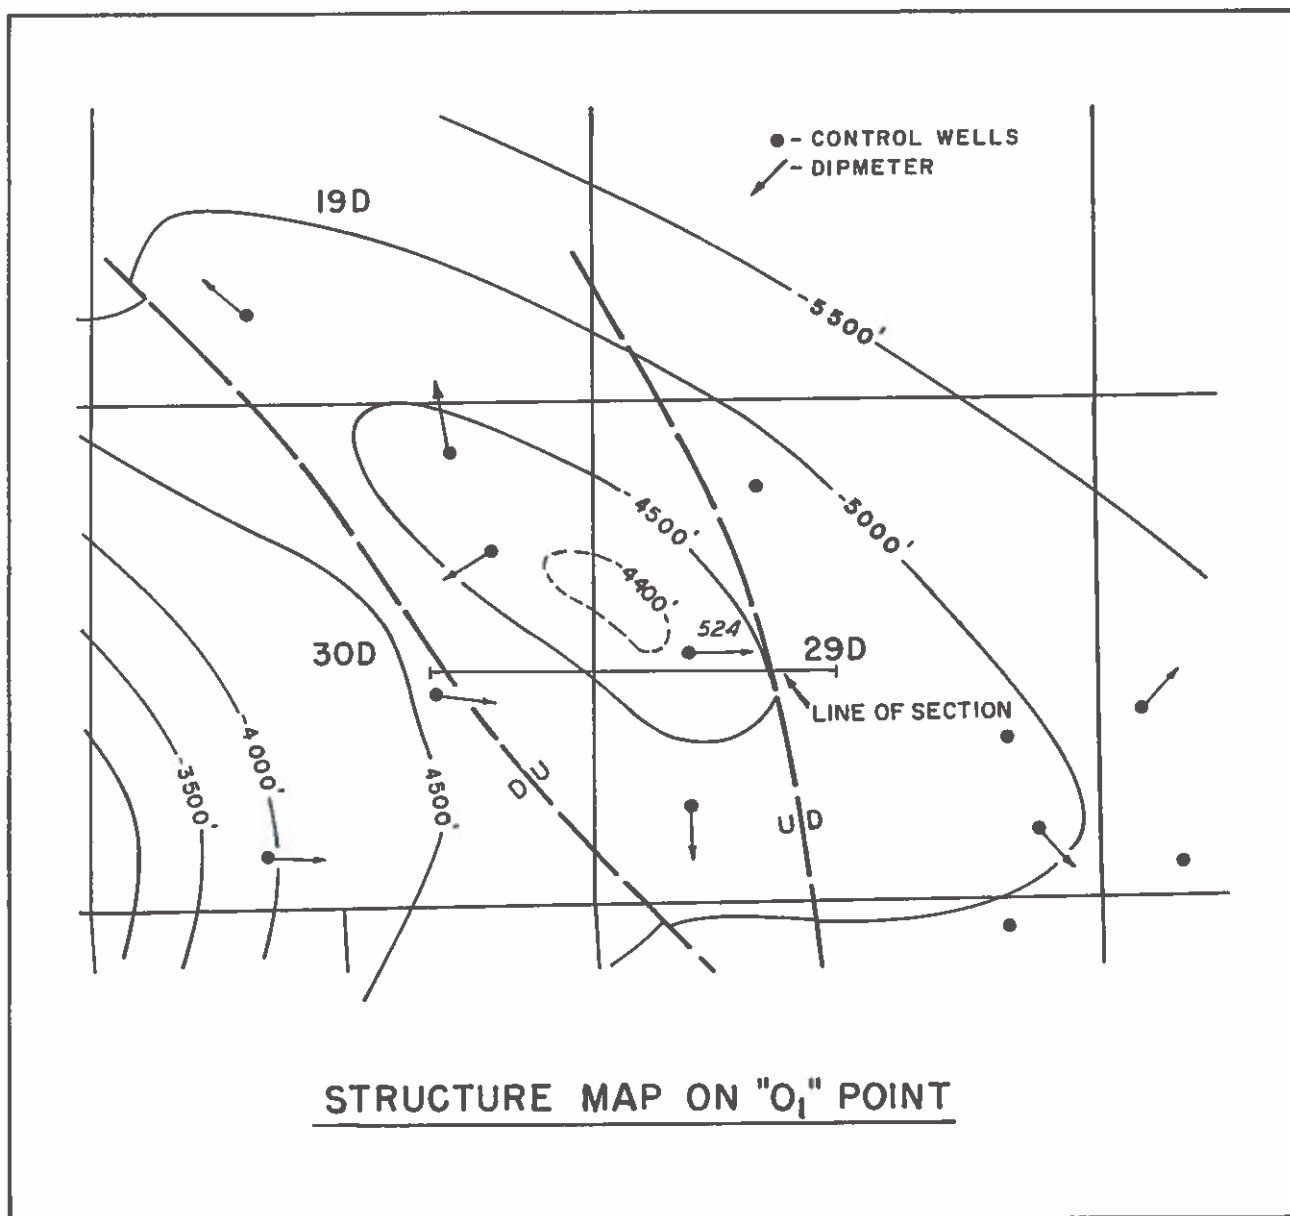 ● - CONTROL WELLS
- DIPMETER
19D
-5500'
-4500'
-5000'
-4400'
524
30D
29D
LINE OF SECTION
-4000'
-3500'
4500'
U
D
U D
STRUCTURE MAP ON "O₁" POINT